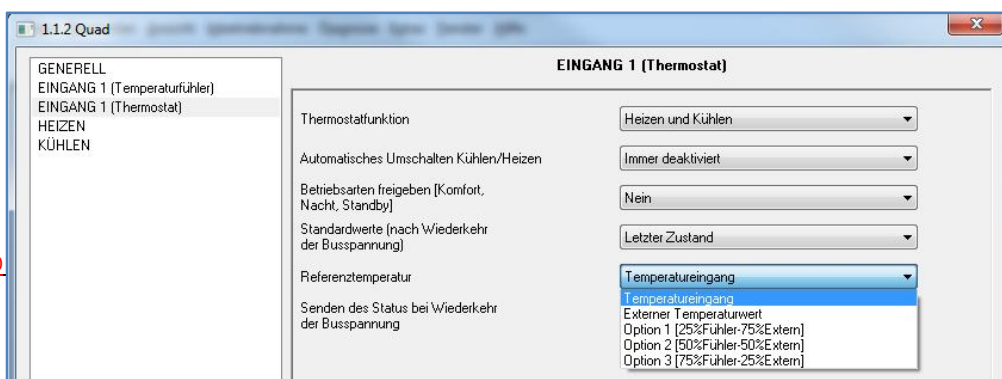 1.1.2 Quad
EINGANG 1 (Thermostat)
GENERELL
EINGANG 1 (Temperaturfühler)
EINGANG 1 (Thermostat)
HEIZEN
KÜHLEN
Thermostatfunktion
Heizen und Kühlen
Automatisches Umschalten Kühlen/Heizen
Immer deaktiviert
Betriebsarten freigeben [Komfort,
Nacht, Standby]
Nein
Standardwerte (nach Wiederkehr
der Busspannung)
Letzter Zustand
Referenztemperatur
Temperatureingang
Temperatureingang
Externer Temperaturwert
Option 1 [25%Fühler-75%Extern]
Option 2 [50%Fühler-50%Extern]
Option 3 [75%Fühler-25%Extern]
Senden des Status bei Wiederkehr
der Busspannung